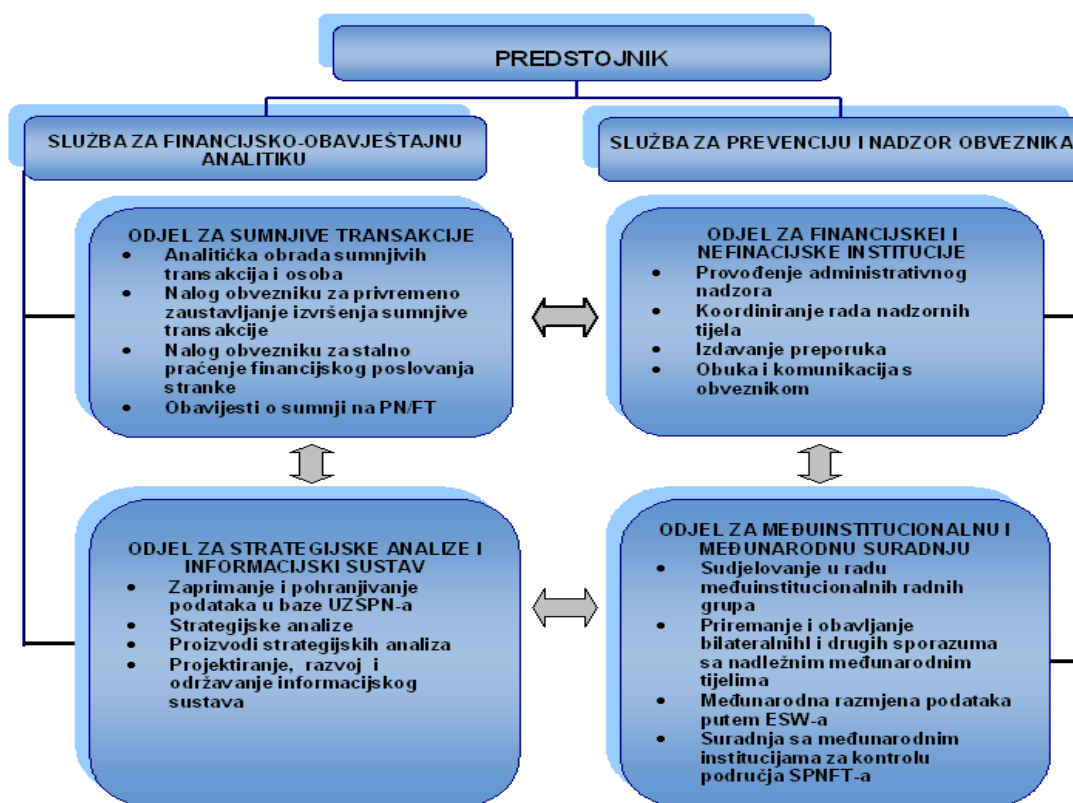 PREDSTOJNIK
SLUŽBA ZA FINANCIJSKO-OBAVJEŠTAJNU
ANALITIKU
SLUŽBA ZA PREVENCIJU I NADZOR OBVEZNIKA
ODJEL ZA SUMNJIVE TRANSAKCIJE
• Analitička obrada sumnjivih
transakcija i osoba
• Nalog obvezniku za privremeno
zaustavljanje izvršenja sumnjive
transakcije
• Nalog obvezniku za stalno
praćenje financijskog poslovanja
stranke
• Obavijesti o sumnji na PN/FT
ODJEL ZA FINANCIJSKEI I
NEFINACIJSKE INSTITUCIJE
• Provođenje administrativnog
nadzora
• Koordiniranje rada nadzornih
tijela
• Izdavanje preporuka
• Obuka i komunikacija s
obveznikom
ODJEL ZA STRATEGIJSKE ANALIZE I
INFORMACIJSKI SUSTAV
• Zaprimanje i pohranjivanje
podataka u baze UZSPN-a
• Strategijske analize
• Proizvodi strategijskih analiza
• Projektiranje, razvoj i
održavanje informacijskog
sustava
ODJEL ZA MEĐUINSTITUCIONALNU I
MEĐUNARODNU SURADNJU
• Sudjelovanje u radu
međuinstitucionalnih radnih
grupa
• Priremanje i obavljanje
bilateralnihI i drugih sporazuma
sa nadležnim međunarodnim
tijelima
• Međunarodna razmjena podataka
putem ESW-a
• Suradnja sa međunarodnim
institucijama za kontrolu
područja SPNFT-a